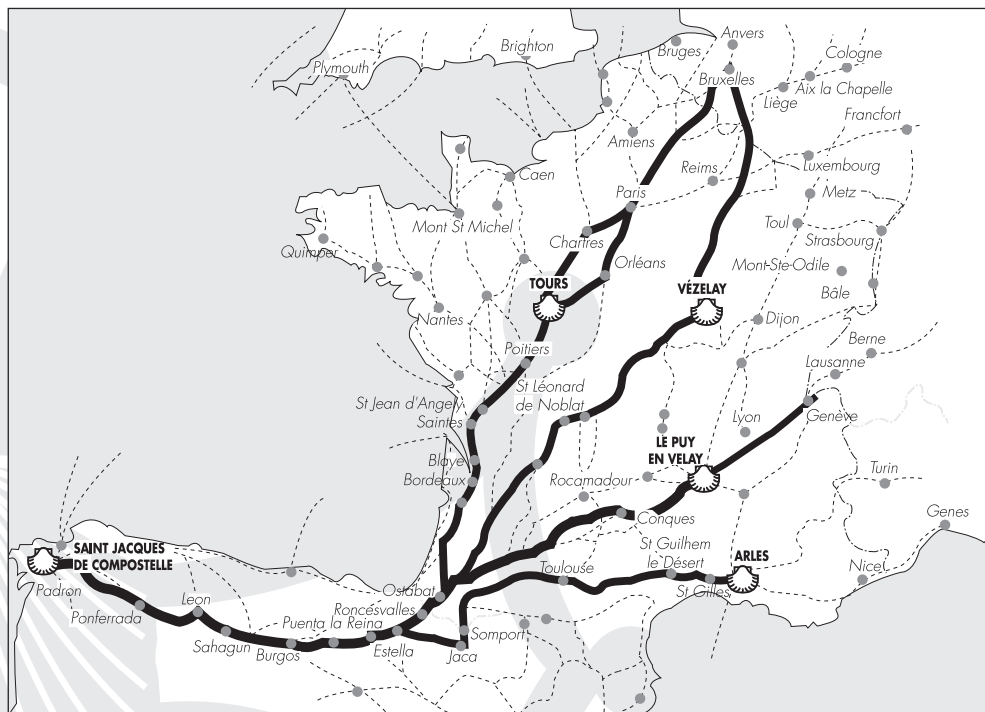 Anvers
Bruges
Brighton
Cologne
Plymouth
Bruxelles
Aix la Chapelle
Liège
Francfort
Amiens
Reims
Luxembourg
Caen
Paris
Metz
Mont St Michel
Toul
Chartres
Strasbourg
Quimper
Orléans
Mont-Ste-Odile
TOURS
VÉZELAY
Bâle
Nantes
Dijon
Poitiers
Berne
Lausanne
St Léonard
de Noblat
St Jean d'Angely
Saintes
Lyon
Genève
LE PUY
EN VELAY
Blaye
Bordeaux
Rocamadour
Turin
Conques
Genes
St Guilhem
le Désert
ARLES
SAINT JACQUES
DE COMPOSTELLE
Toulouse
Nice
St Gilles
Padron
Ostabat
Leon
Roncésvalles
Ponferrada
Puenta la Reina
Somport
Sahagun
Burgos
Estella
Jaca